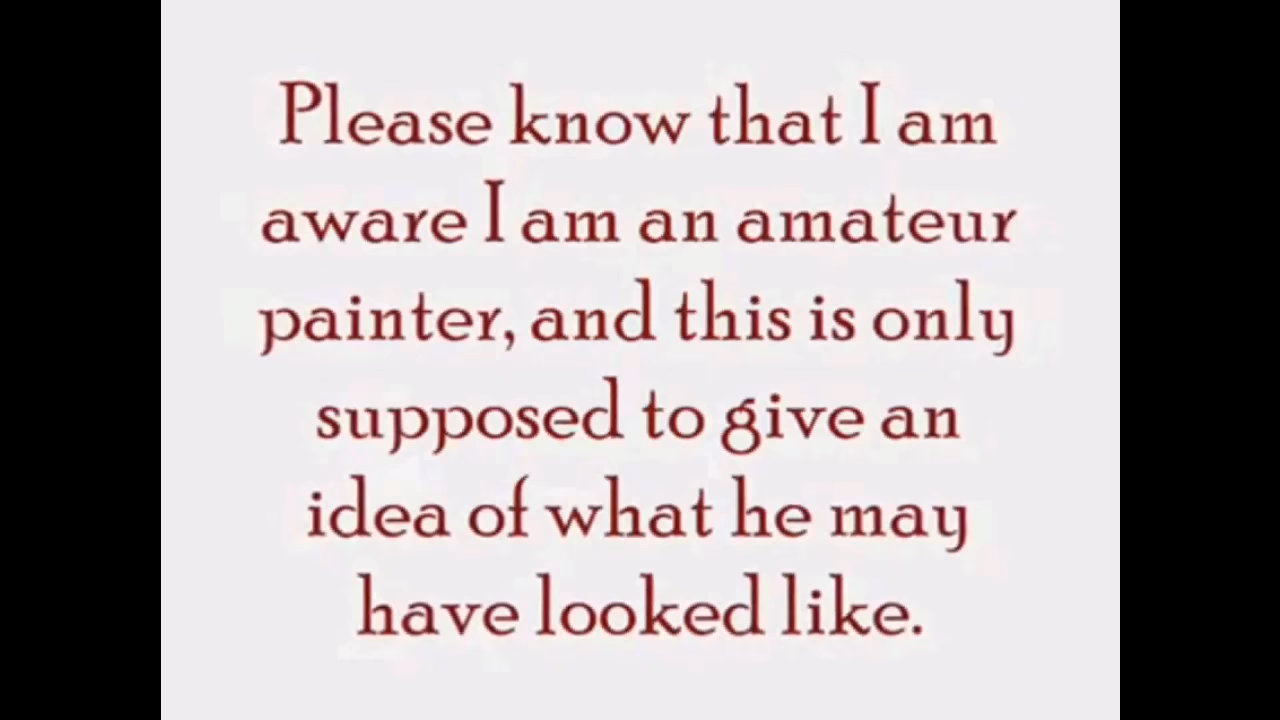 Please know that I am
aware I am an amateur
painter, and this is only
supposed to give an
idea of what he may
have looked like.